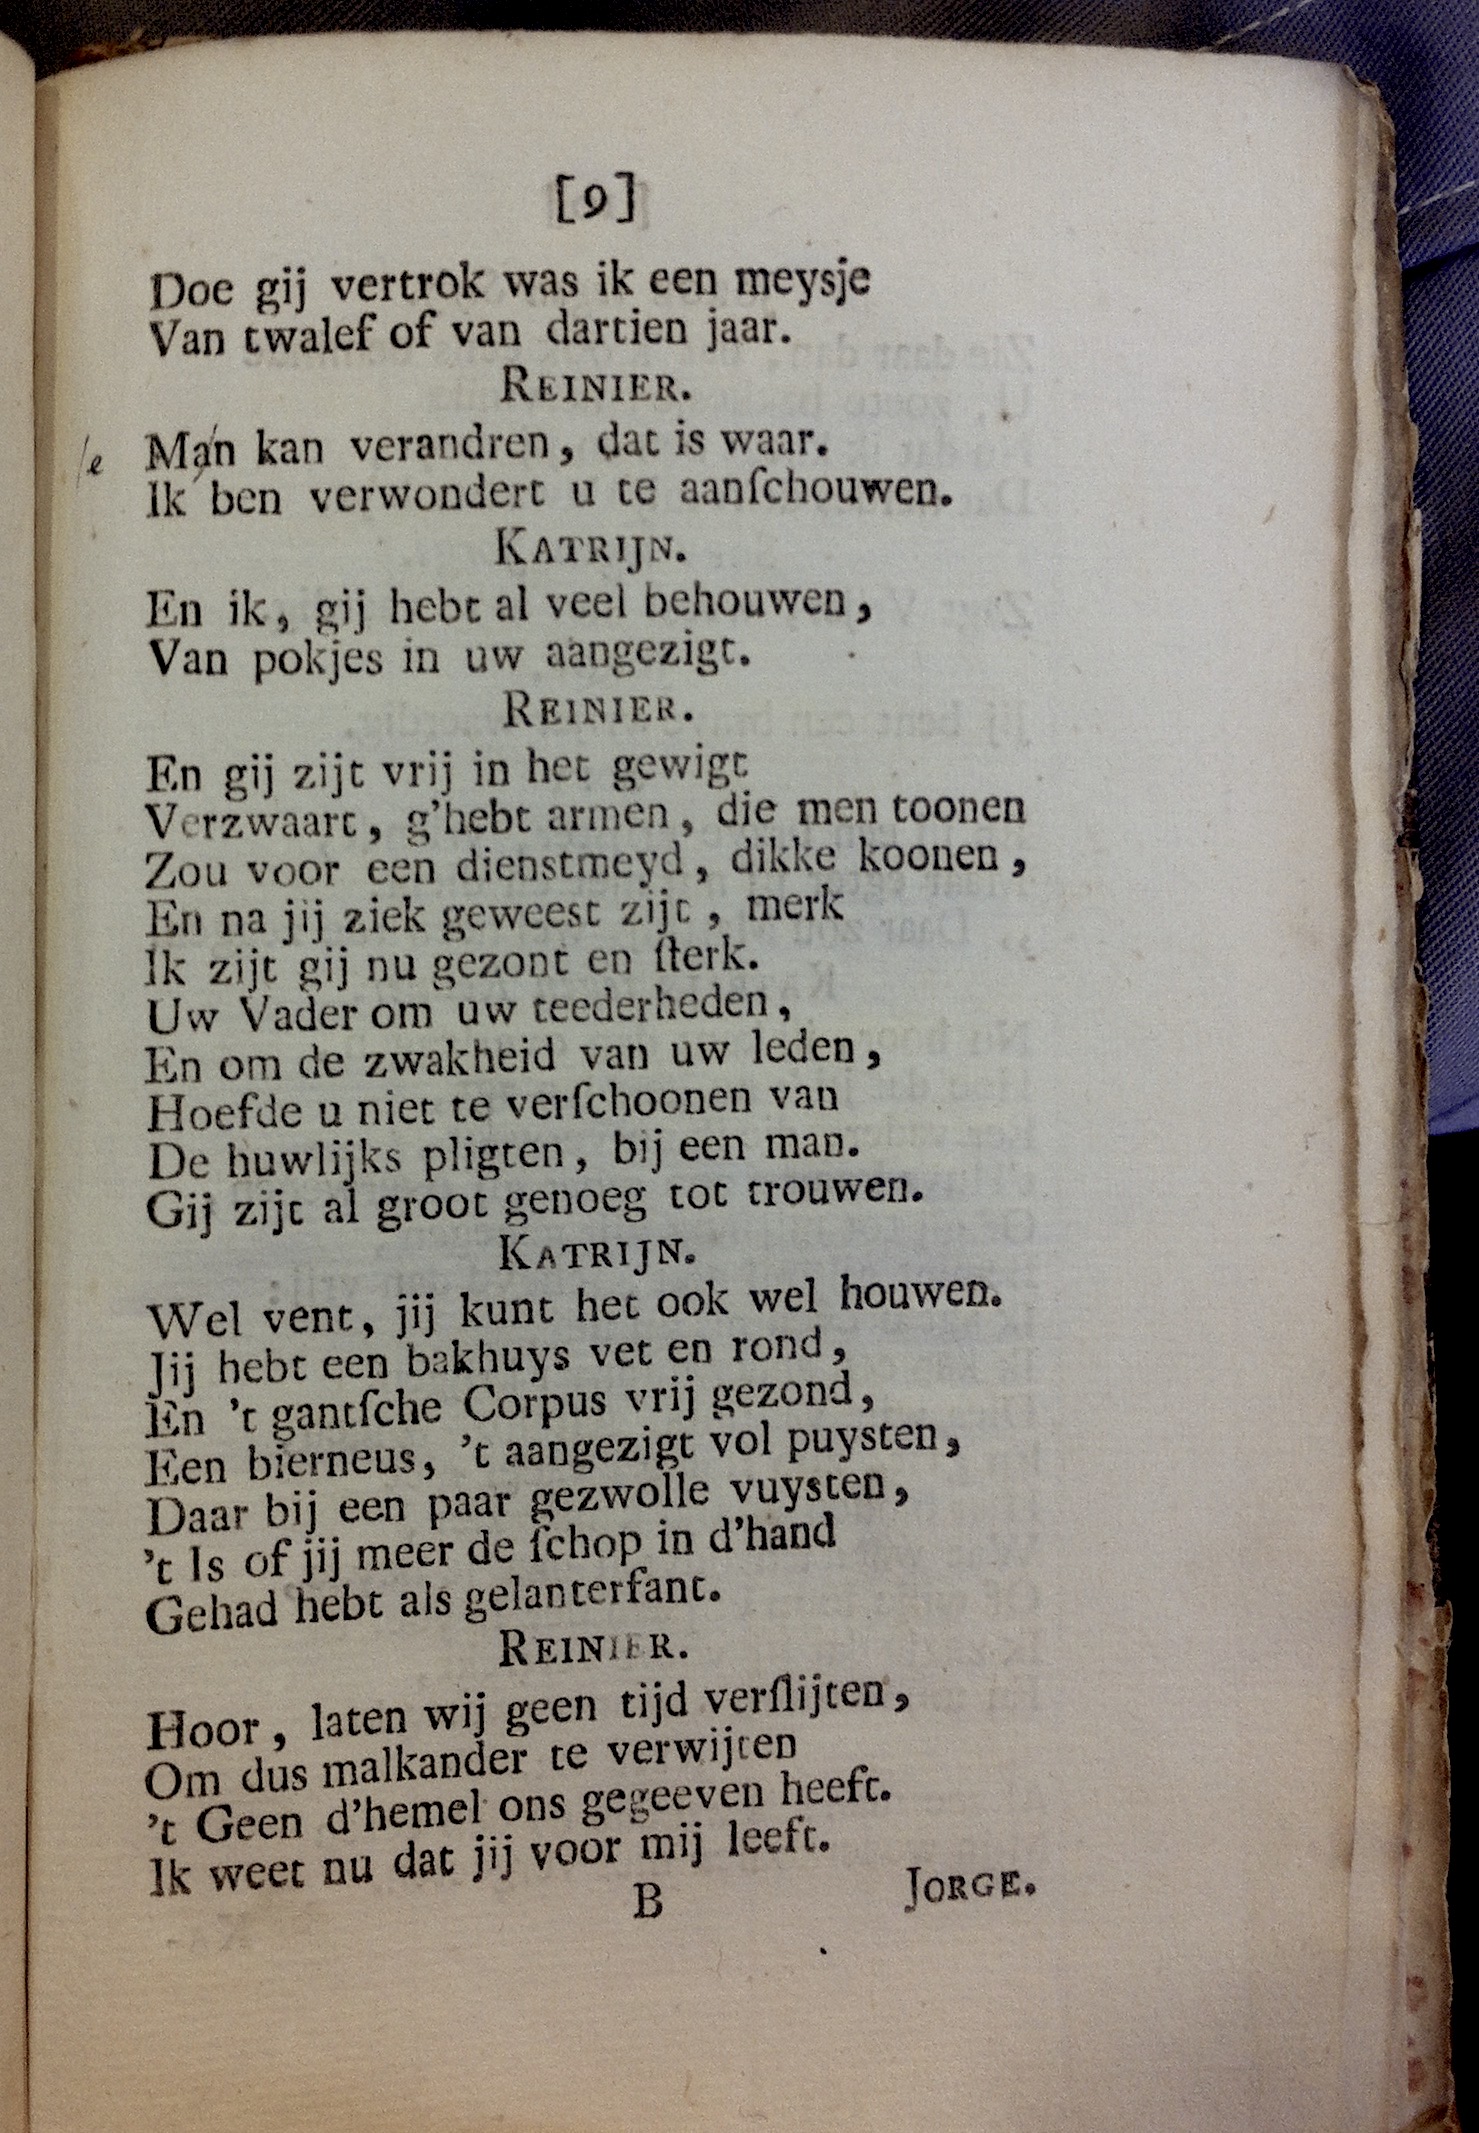 [9]
Doe gij vertrok was ik een meysje
Van twalef of van dartien jaar.
REINIER.
/e Man kan verandren, dat is waar.
Ik ben verwondert u te aanſchouwen.
KATRIJN.
En ik, gij hebt al veel behouwen,
Van pokjes in uw aangezigt.
REINIER.
En gij zijt vrij in het gewigt
Verzwaart, g'hebt armen, die men toonen
Zou voor een dienstmeyd, dikke koonen,
En na jij ziek geweest zijt, merk
Ik zijt gij nu gezont en ſterk.
Uw Vader om uw teederheden,
En om de zwakheid van uw leden,
Hoefde u niet te verſchoonen van
De huwlijks pligten, bij een man.
Gij zijt al groot genoeg tot trouwen.
KATRIJN.
Wel vent, jij kunt het ook wel houwen.
Jij hebt een bakhuys vet en rond,
En 't gantſche Corpus vrij gezond,
Een bierneus, 't aangezigt vol puysten,
Daar bij een paar gezwolle vuysten,
't Is of jij meer de ſchop in d'hand
Gehad hebt als gelanterfant.
REINIER.
Hoor, laten wij geen tijd verſlijten,
Om dus malkander te verwijten
't Geen d'hemel ons gegeeven heeft.
Ik weet nu dat jij voor mij leeft.
B JORGE.